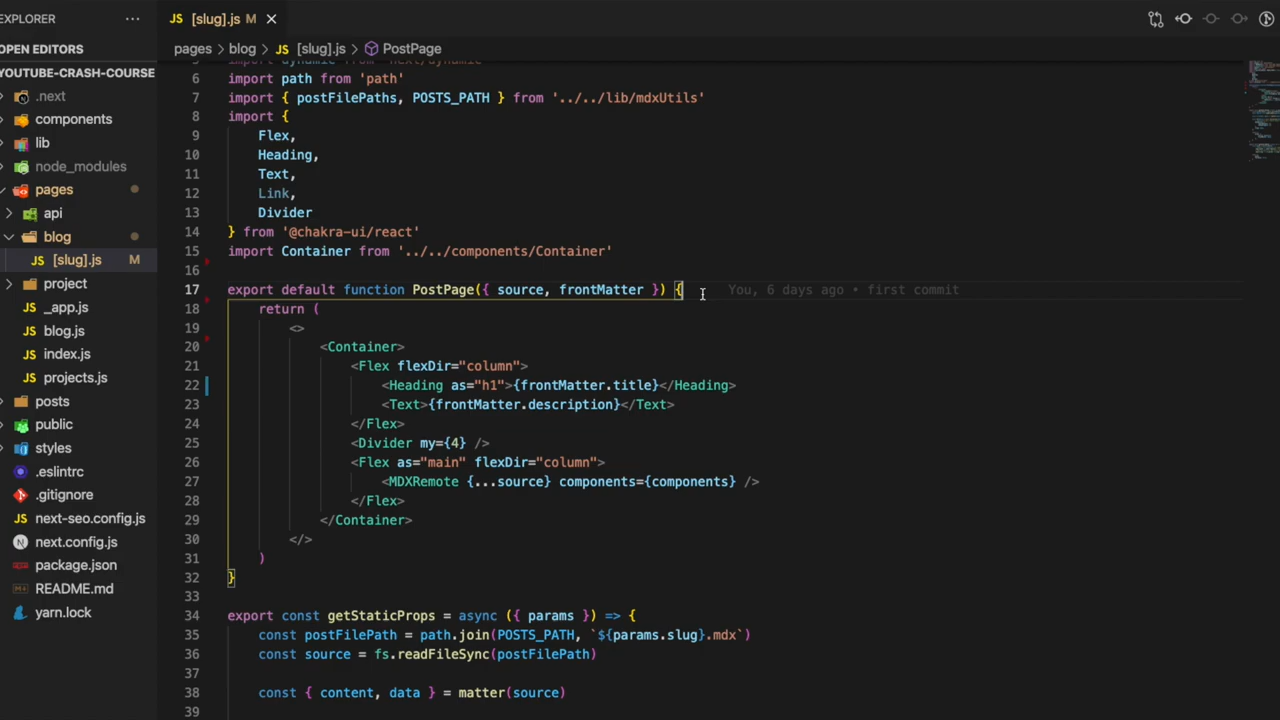 EXPLORER ...
JS [slug].js M ×
OPEN EDITORS
YOUTUBE-CRASH-COURSE
.next
components
lib
node_modules
pages
api
blog
JS [slug].js M
project
JS _app.js
JS blog.js
JS index.js
JS projects.js
posts
public
styles
.eslintrc
.gitignore
JS next-seo.config.js
next.config.js
package.json
README.md
yarn.lock
pages > blog > JS [slug].js > PostPage
5 import dynamic from 'next/dynamic'
6 import path from 'path'
7 import { postFilePaths, POSTS_PATH } from '../../lib/mdxUtils'
8 import {
9 Flex,
10 Heading,
11 Text,
12 Link,
13 Divider
14 } from '@chakra-ui/react'
15 import Container from '../../components/Container'
16
17 export default function PostPage({ source, frontMatter }) { You, 6 days ago • first commit
18 return (
19 <>
20 <Container>
21 <Flex flexDir="column">
22 <Heading as="h1">{frontMatter.title}</Heading>
23 <Text>{frontMatter.description}</Text>
24 </Flex>
25 <Divider my={4} />
26 <Flex as="main" flexDir="column">
27 <MDXRemote {...source} components={components} />
28 </Flex>
29 </Container>
30 </>
31 )
32 }
33
34 export const getStaticProps = async ({ params }) => {
35 const postFilePath = path.join(POSTS_PATH, `${params.slug}.mdx`)
36 const source = fs.readFileSync(postFilePath)
37
38 const { content, data } = matter(source)
39